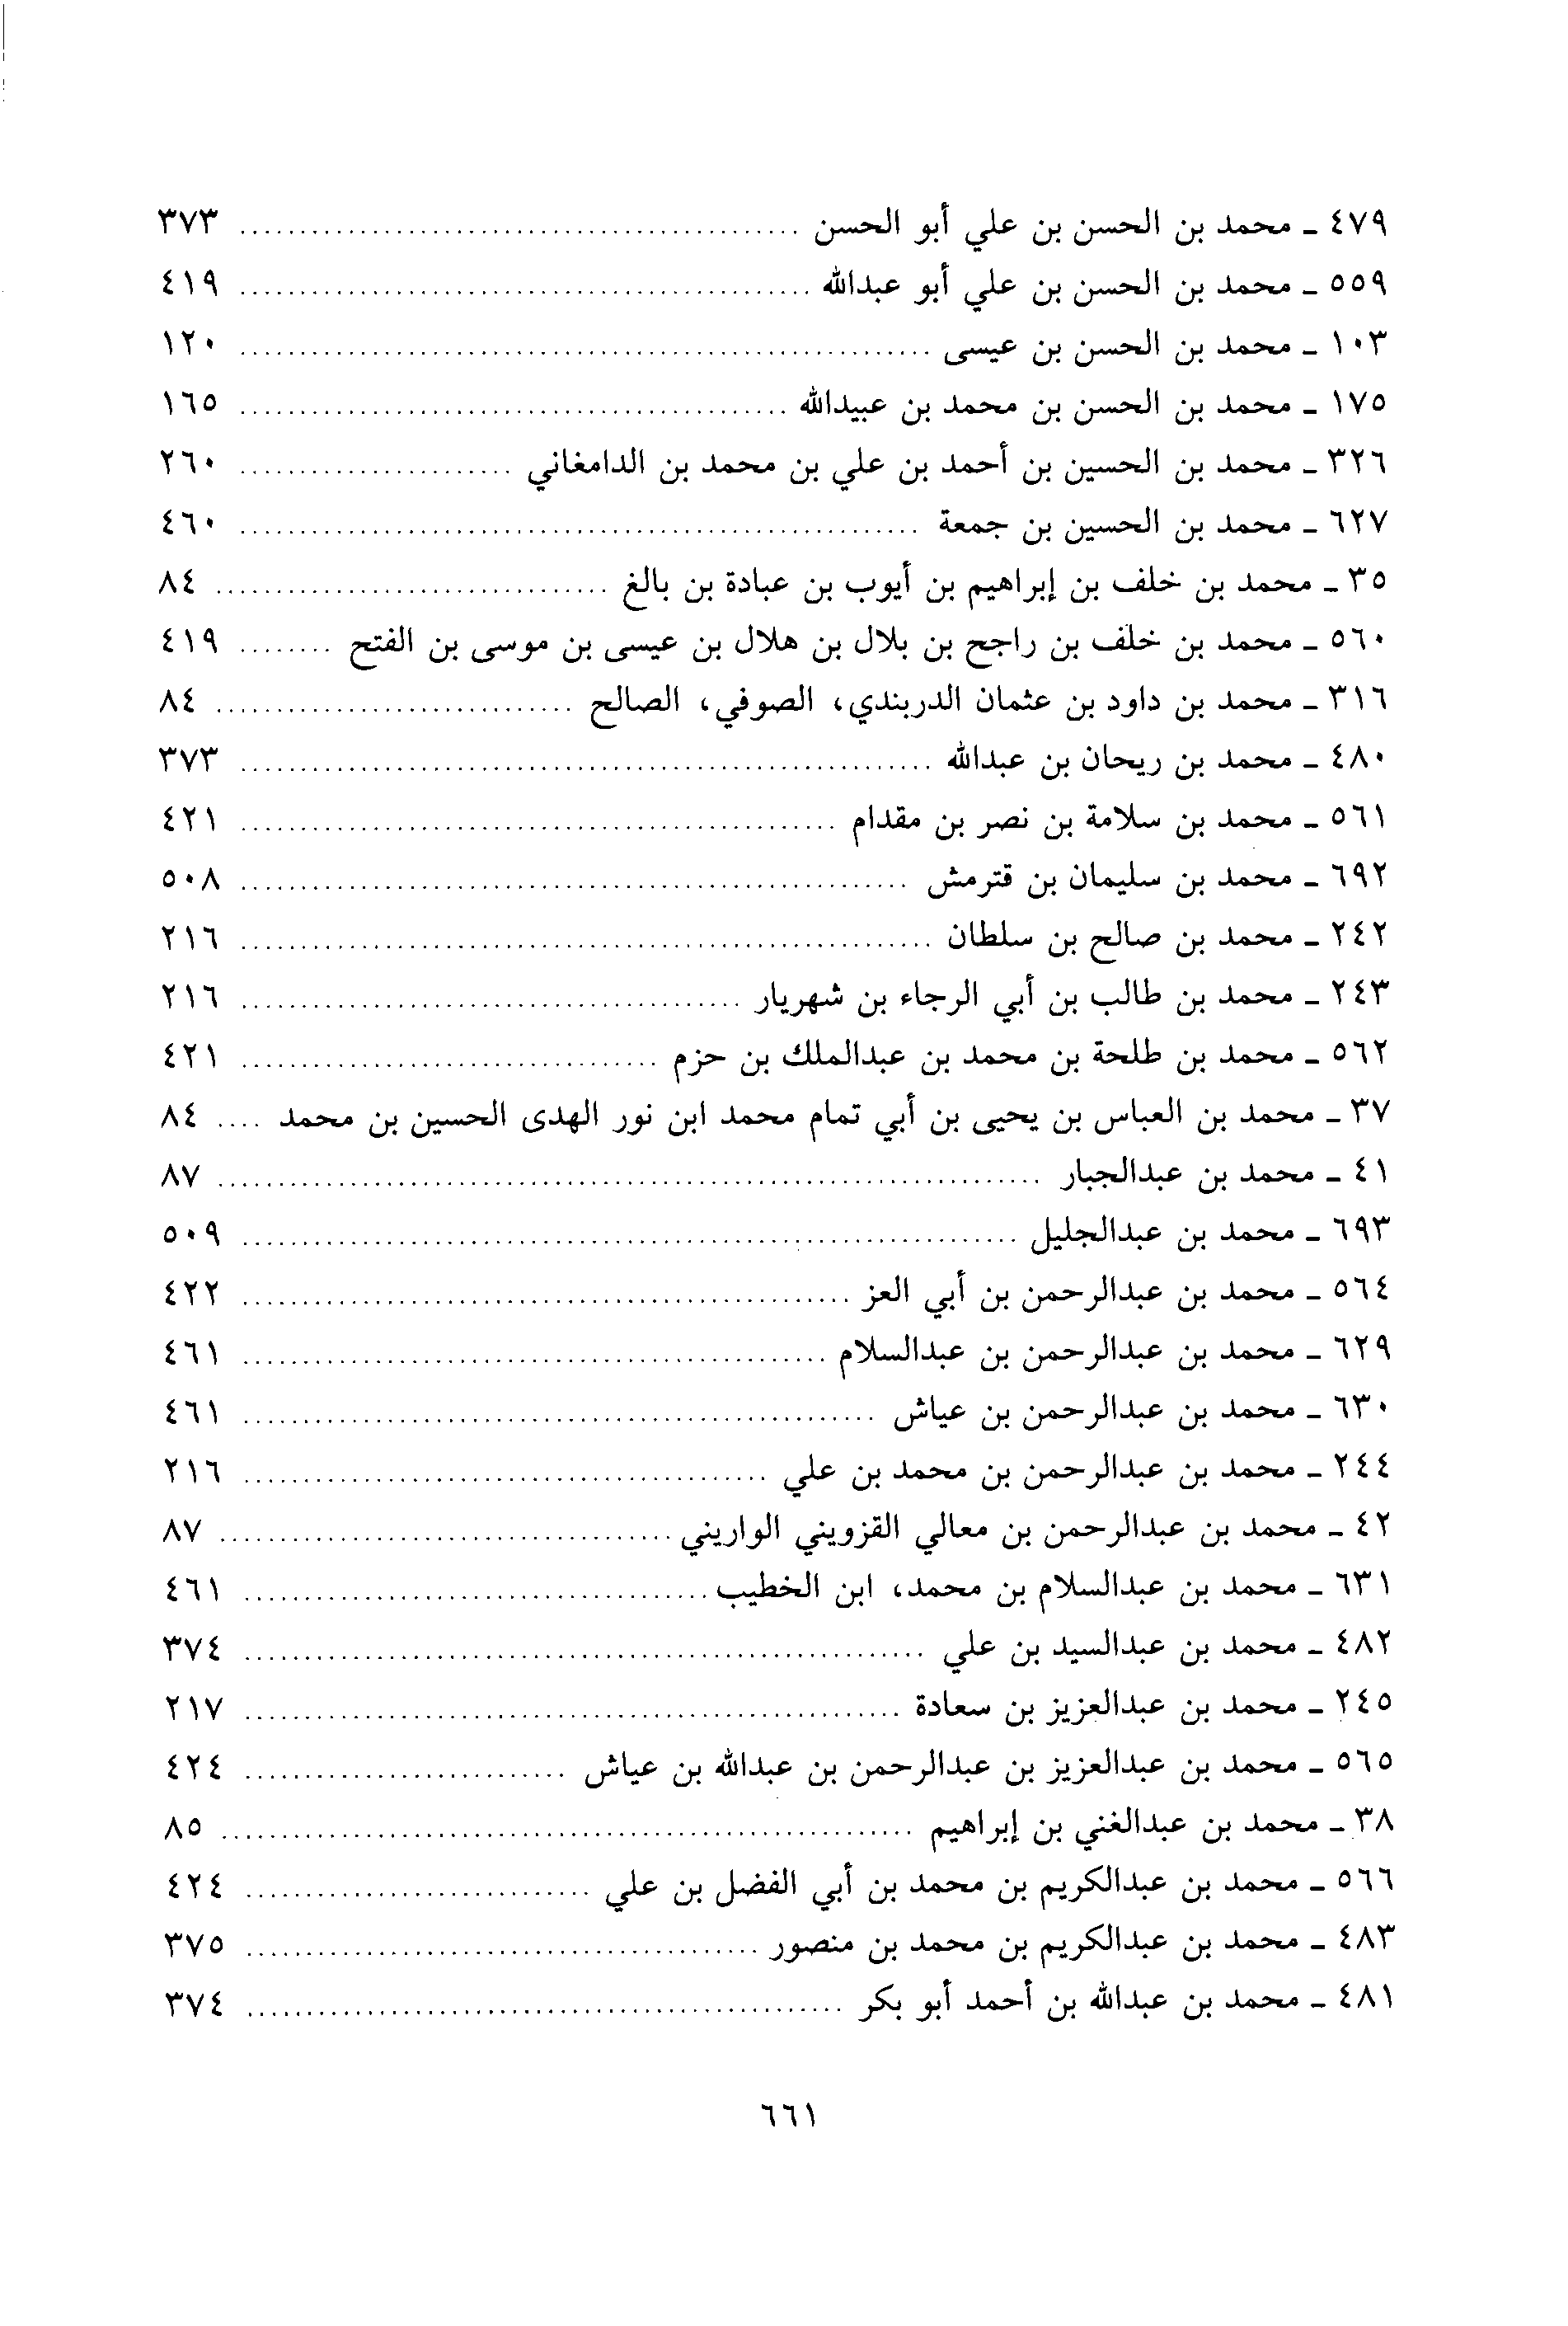 ٤٧٩ - محمد بن الحسن بن علي أبو الحسن ........ ٣٧٣
٥٥٩ - محمد بن الحسن بن علي أبو عبدالله ........ ٤١٩
١٠٣ - محمد بن الحسن بن عيسى ........ ١٢٠
١٧٥ - محمد بن الحسن بن محمد بن عبيدالله ........ ١٦٥
٣٢٦ - محمد بن الحسين بن أحمد بن علي بن محمد بن الدامغاني ........ ٢٦٠
٦٢٧ - محمد بن الحسين بن جمعة ........ ٤٦٠
٣٥ - محمد بن خلف بن إبراهيم بن أيوب بن عبادة بن بالغ ........ ٨٤
٥٦٠ - محمد بن خلف بن راجح بن بلال بن هلال بن عيسى بن موسى بن الفتح ........ ٤١٩
٣١٦ - محمد بن داود بن عثمان الدربندي، الصوفي، الصالح ........ ٨٤
٤٨٠ - محمد بن ريحان بن عبدالله ........ ٣٧٣
٥٦١ - محمد بن سلامة بن نصر بن مقدام ........ ٤٢١
٦٩٢ - محمد بن سليمان بن قترمش ........ ٥٠٨
٢٤٢ - محمد بن صالح بن سلطان ........ ٢١٦
٢٤٣ - محمد بن طالب بن أبي الرجاء بن شهريار ........ ٢١٦
٥٦٢ - محمد بن طلحة بن محمد بن عبدالملك بن حزم ........ ٤٢١
٣٧ - محمد بن العباس بن يحيى بن أبي تمام محمد ابن نور الهدى الحسين بن محمد .... ٨٤
٤١ - محمد بن عبدالجبار ........ ٨٧
٦٩٣ - محمد بن عبدالجليل ........ ٥٠٩
٥٦٤ - محمد بن عبدالرحمن بن أبي العز ........ ٤٢٢
٦٢٩ - محمد بن عبدالرحمن بن عبدالسلام ........ ٤٦١
٦٣٠ - محمد بن عبدالرحمن بن عياش ........ ٤٦١
٢٤٤ - محمد بن عبدالرحمن بن محمد بن علي ........ ٢١٦
٤٢ - محمد بن عبدالرحمن بن معالي القزويني الواريني ........ ٨٧
٦٣١ - محمد بن عبدالسلام بن محمد، ابن الخطيب ........ ٤٦١
٤٨٢ - محمد بن عبدالسيد بن علي ........ ٣٧٤
٢٤٥ - محمد بن عبدالعزيز بن سعادة ........ ٢١٧
٥٦٥ - محمد بن عبدالعزيز بن عبدالرحمن بن عبدالله بن عياش ........ ٤٢٤
٣٨ - محمد بن عبدالغني بن إبراهيم ........ ٨٥
٥٦٦ - محمد بن عبدالكريم بن محمد بن أبي الفضل بن علي ........ ٤٢٤
٤٨٣ - محمد بن عبدالكريم بن محمد بن منصور ........ ٣٧٥
٤٨١ - محمد بن عبدالله بن أحمد أبو بكر ........ ٣٧٤
٦٦١